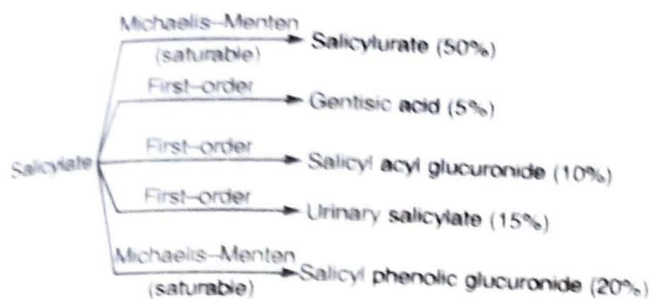 Michaelis–Menten
(saturable)
Salicylurate (50%)
First–order
Gentisic acid (5%)
First–order
Salicylate
Salicyl acyl glucuronide (10%)
First–order
Urinary salicylate (15%)
Michaelis–Menten
(saturable)
Salicyl phenolic glucuronide (20%)